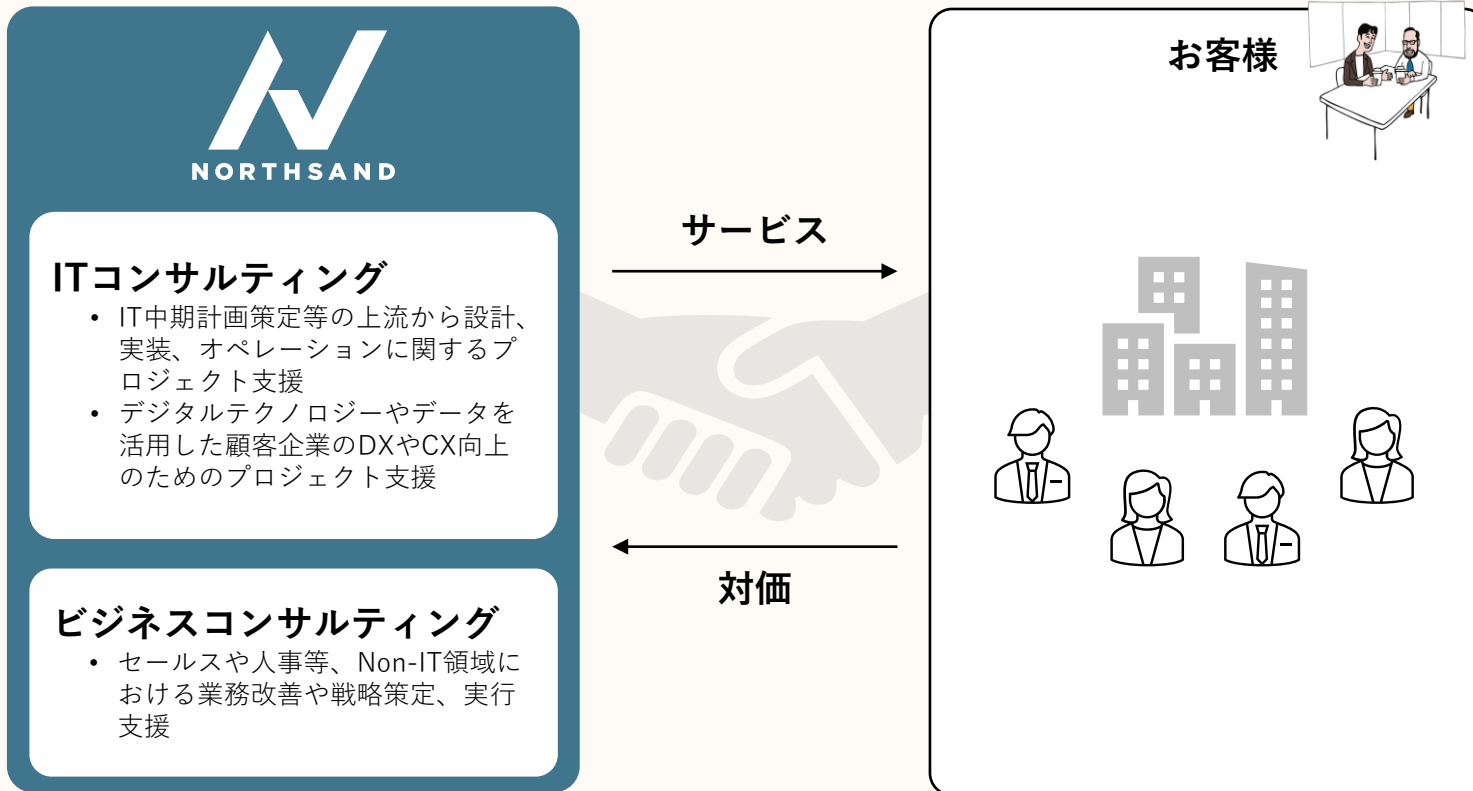 NORTHSAND
ITコンサルティング
• IT中期計画策定等の上流から設計、
実装、オペレーションに関するプ
ロジェクト支援
• デジタルテクノロジーやデータを
活用した顧客企業のDXやCX向上
のためのプロジェクト支援
ビジネスコンサルティング
• セールスや人事等、Non-IT領域に
おける業務改善や戦略策定、実行
支援
サービス
対価
お客様